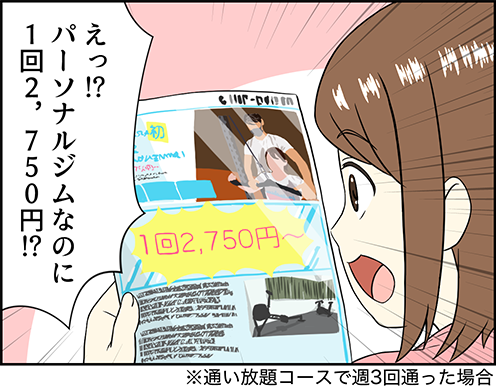 えっ!?
パーソナルジムなのに
1回2,750円!?
初
1回2,750円～
※通い放題コースで週3回通った場合